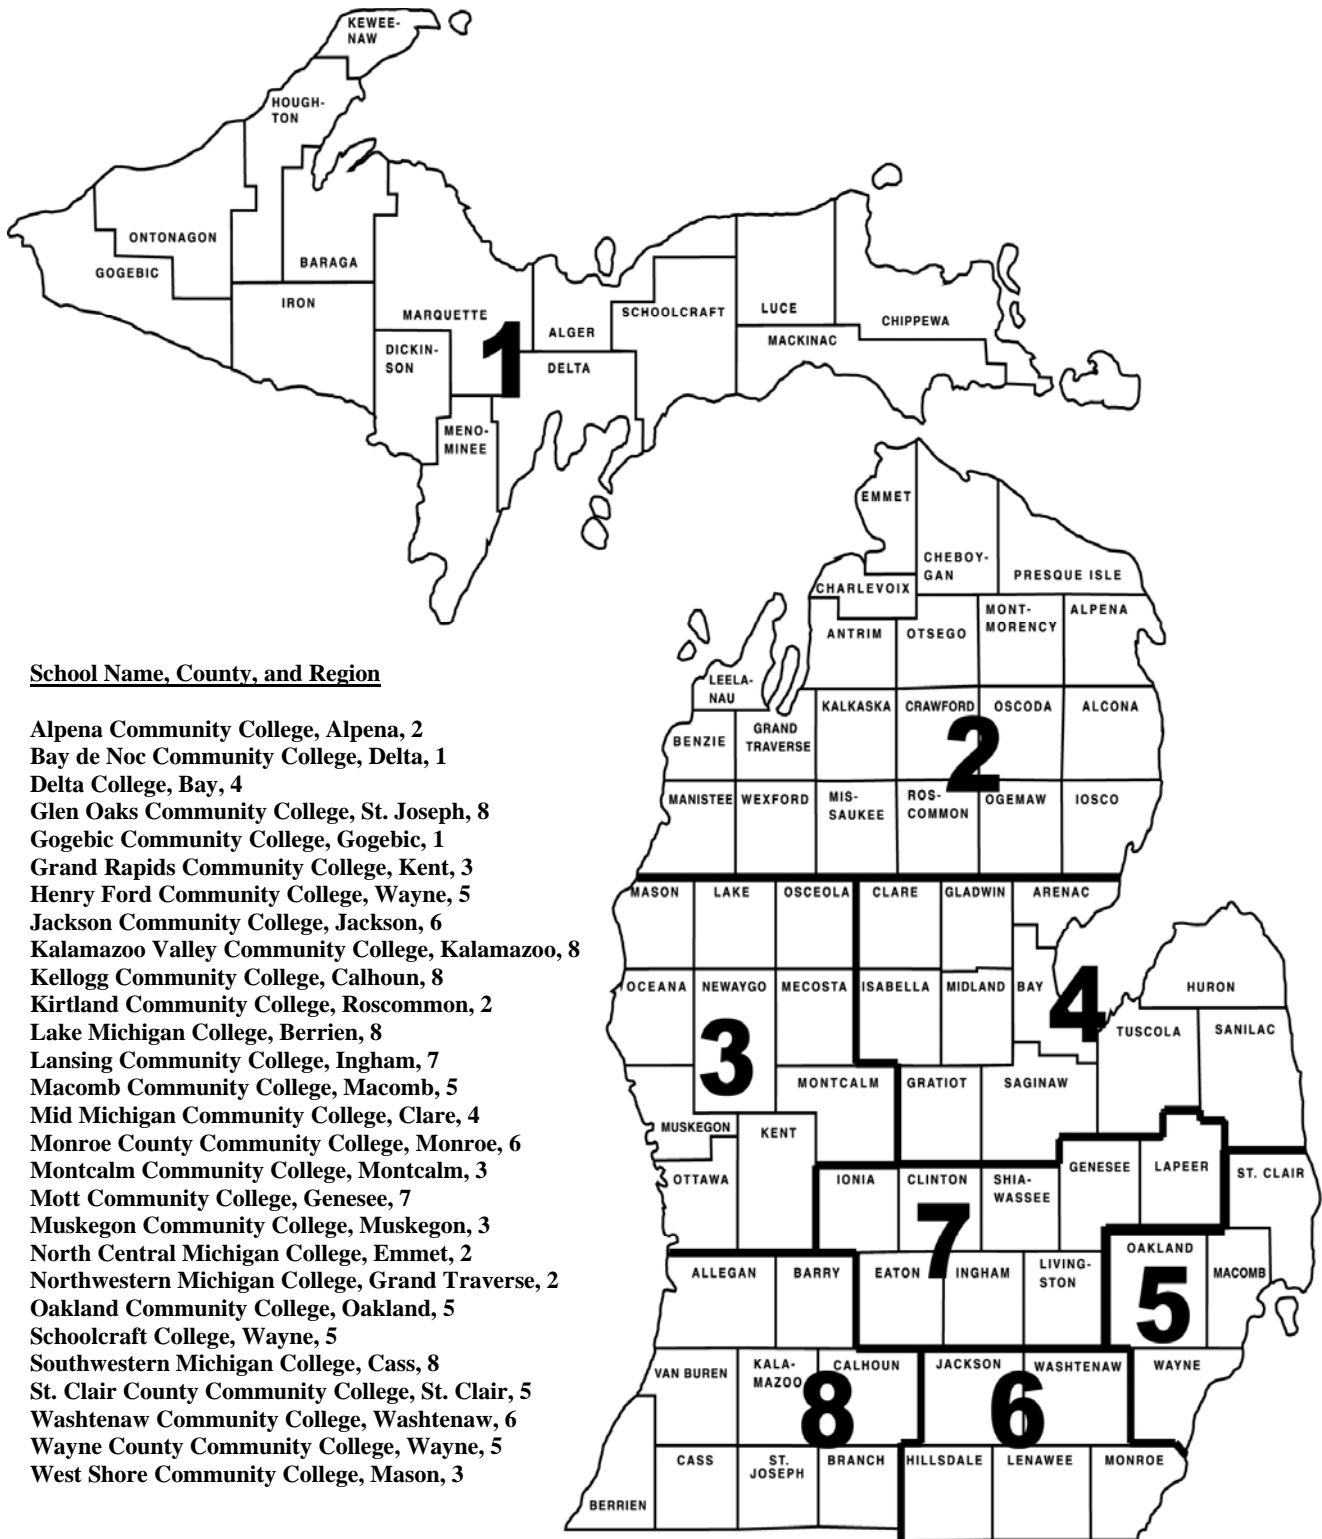 KEWEE-
NAW
HOUGH-
TON
ONTONAGON
GOGEBIC
BARAGA
IRON
MARQUETTE
1
DICKIN-
SON
MENO-
MINEE
ALGER
DELTA
SCHOOLCRAFT
LUCE
CHIPPEWA
MACKINAC
EMMET
CHEBOY-
GAN
PRESQUE ISLE
CHARLEVOIX
ANTRIM
OTSEGO
MONT-
MORENCY
ALPENA
LEELA-
NAU
KALKASKA
CRAWFORD
OSCODA
ALCONA
BENZIE
GRAND
TRAVERSE
2
MANISTEE
WEXFORD
MIS-
SAUKEE
ROS-
COMMON
OGEMAW
IOSCO
MASON
LAKE
OSCEOLA
CLARE
GLADWIN
ARENAC
OCEANA
NEWAYGO
MECOSTA
ISABELLA
MIDLAND
BAY
4
HURON
TUSCOLA
SANILAC
3
MONTCALM
GRATIOT
SAGINAW
MUSKEGON
KENT
OTTAWA
IONIA
CLINTON
SHIA-
WASSEE
GENESEE
LAPEER
ST. CLAIR
7
ALLEGAN
BARRY
EATON
INGHAM
LIVING-
STON
OAKLAND
5
MACOMB
VAN BUREN
KALA-
MAZOO
CALHOUN
JACKSON
WASHTENAW
WAYNE
8
6
CASS
ST.
JOSEPH
BRANCH
HILLSDALE
LENAWEE
MONROE
BERRIEN
School Name, County, and Region
Alpena Community College, Alpena, 2
Bay de Noc Community College, Delta, 1
Delta College, Bay, 4
Glen Oaks Community College, St. Joseph, 8
Gogebic Community College, Gogebic, 1
Grand Rapids Community College, Kent, 3
Henry Ford Community College, Wayne, 5
Jackson Community College, Jackson, 6
Kalamazoo Valley Community College, Kalamazoo, 8
Kellogg Community College, Calhoun, 8
Kirtland Community College, Roscommon, 2
Lake Michigan College, Berrien, 8
Lansing Community College, Ingham, 7
Macomb Community College, Macomb, 5
Mid Michigan Community College, Clare, 4
Monroe County Community College, Monroe, 6
Montcalm Community College, Montcalm, 3
Mott Community College, Genesee, 7
Muskegon Community College, Muskegon, 3
North Central Michigan College, Emmet, 2
Northwestern Michigan College, Grand Traverse, 2
Oakland Community College, Oakland, 5
Schoolcraft College, Wayne, 5
Southwestern Michigan College, Cass, 8
St. Clair County Community College, St. Clair, 5
Washtenaw Community College, Washtenaw, 6
Wayne County Community College, Wayne, 5
West Shore Community College, Mason, 3